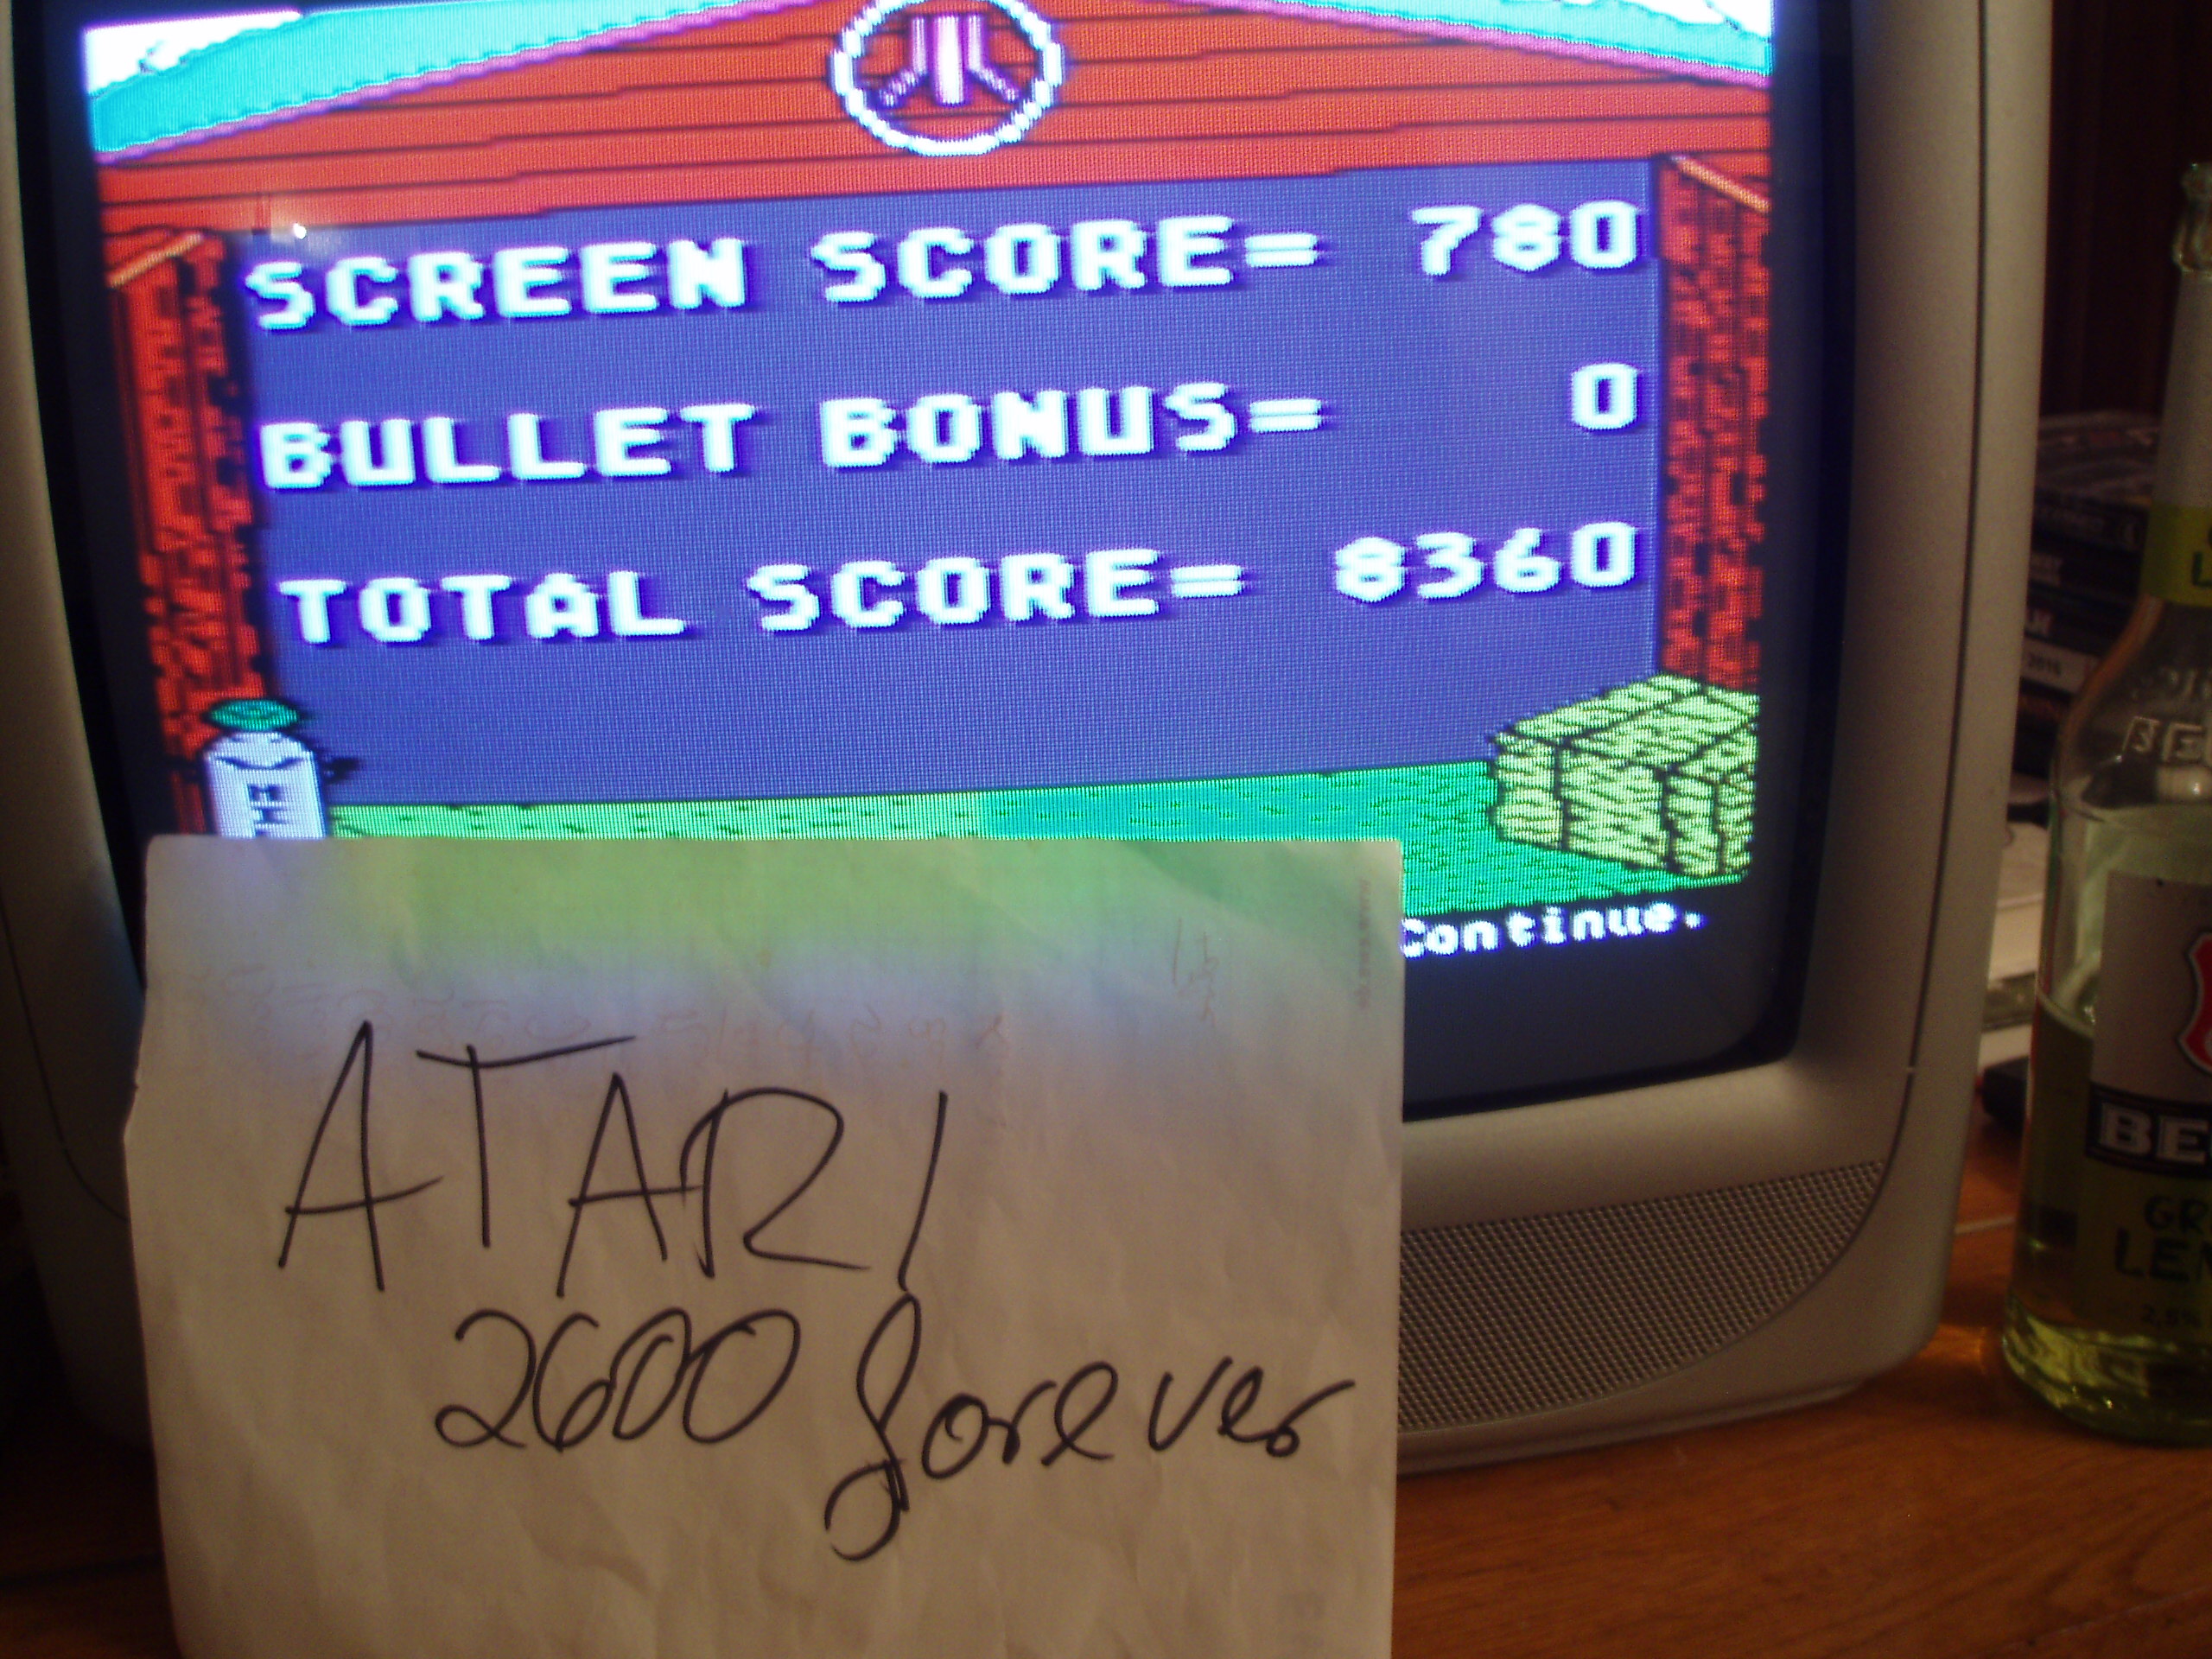 SCREEN SCORE= 780
BULLET BONUS= 0
TOTAL SCORE= 8360
Continue.
ATARI
2600 forever